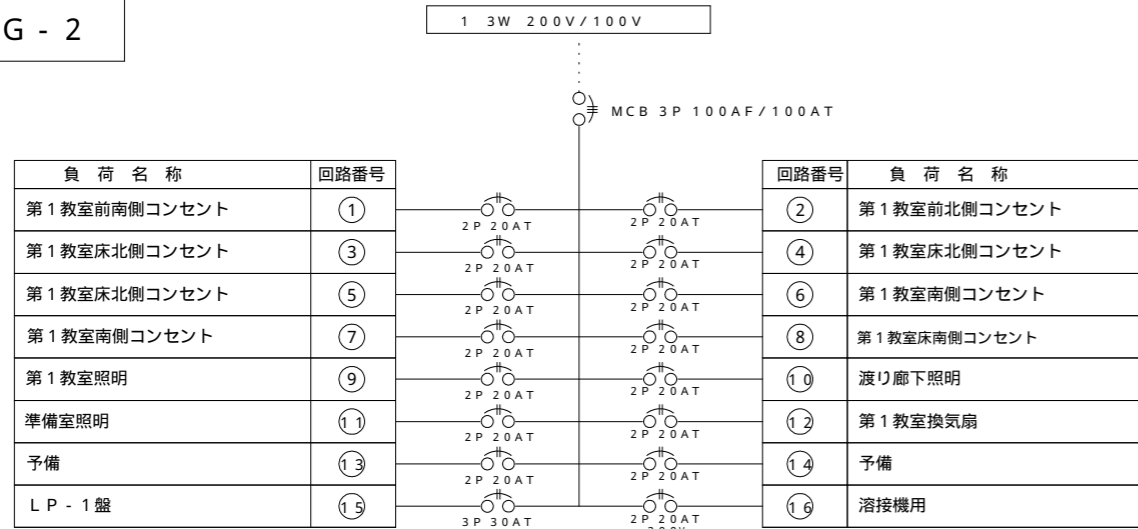 G - 2
1 3W 200V/100V
MCB 3P 100AF/100AT
負 荷 名 称 回路番号 回路番号 負 荷 名 称
第1教室前南側コンセント 1 2P 20AT 2P 20AT 2 第1教室前北側コンセント
第1教室床北側コンセント 3 2P 20AT 2P 20AT 4 第1教室床北側コンセント
第1教室床北側コンセント 5 2P 20AT 2P 20AT 6 第1教室南側コンセント
第1教室南側コンセント 7 2P 20AT 2P 20AT 8 第1教室床南側コンセント
第1教室照明 9 2P 20AT 2P 20AT 10 渡り廊下照明
準備室照明 11 2P 20AT 2P 20AT 12 第1教室換気扇
予備 13 2P 20AT 2P 20AT 14 予備
LP-1盤 15 3P 30AT 2P 20AT 16 溶接機用